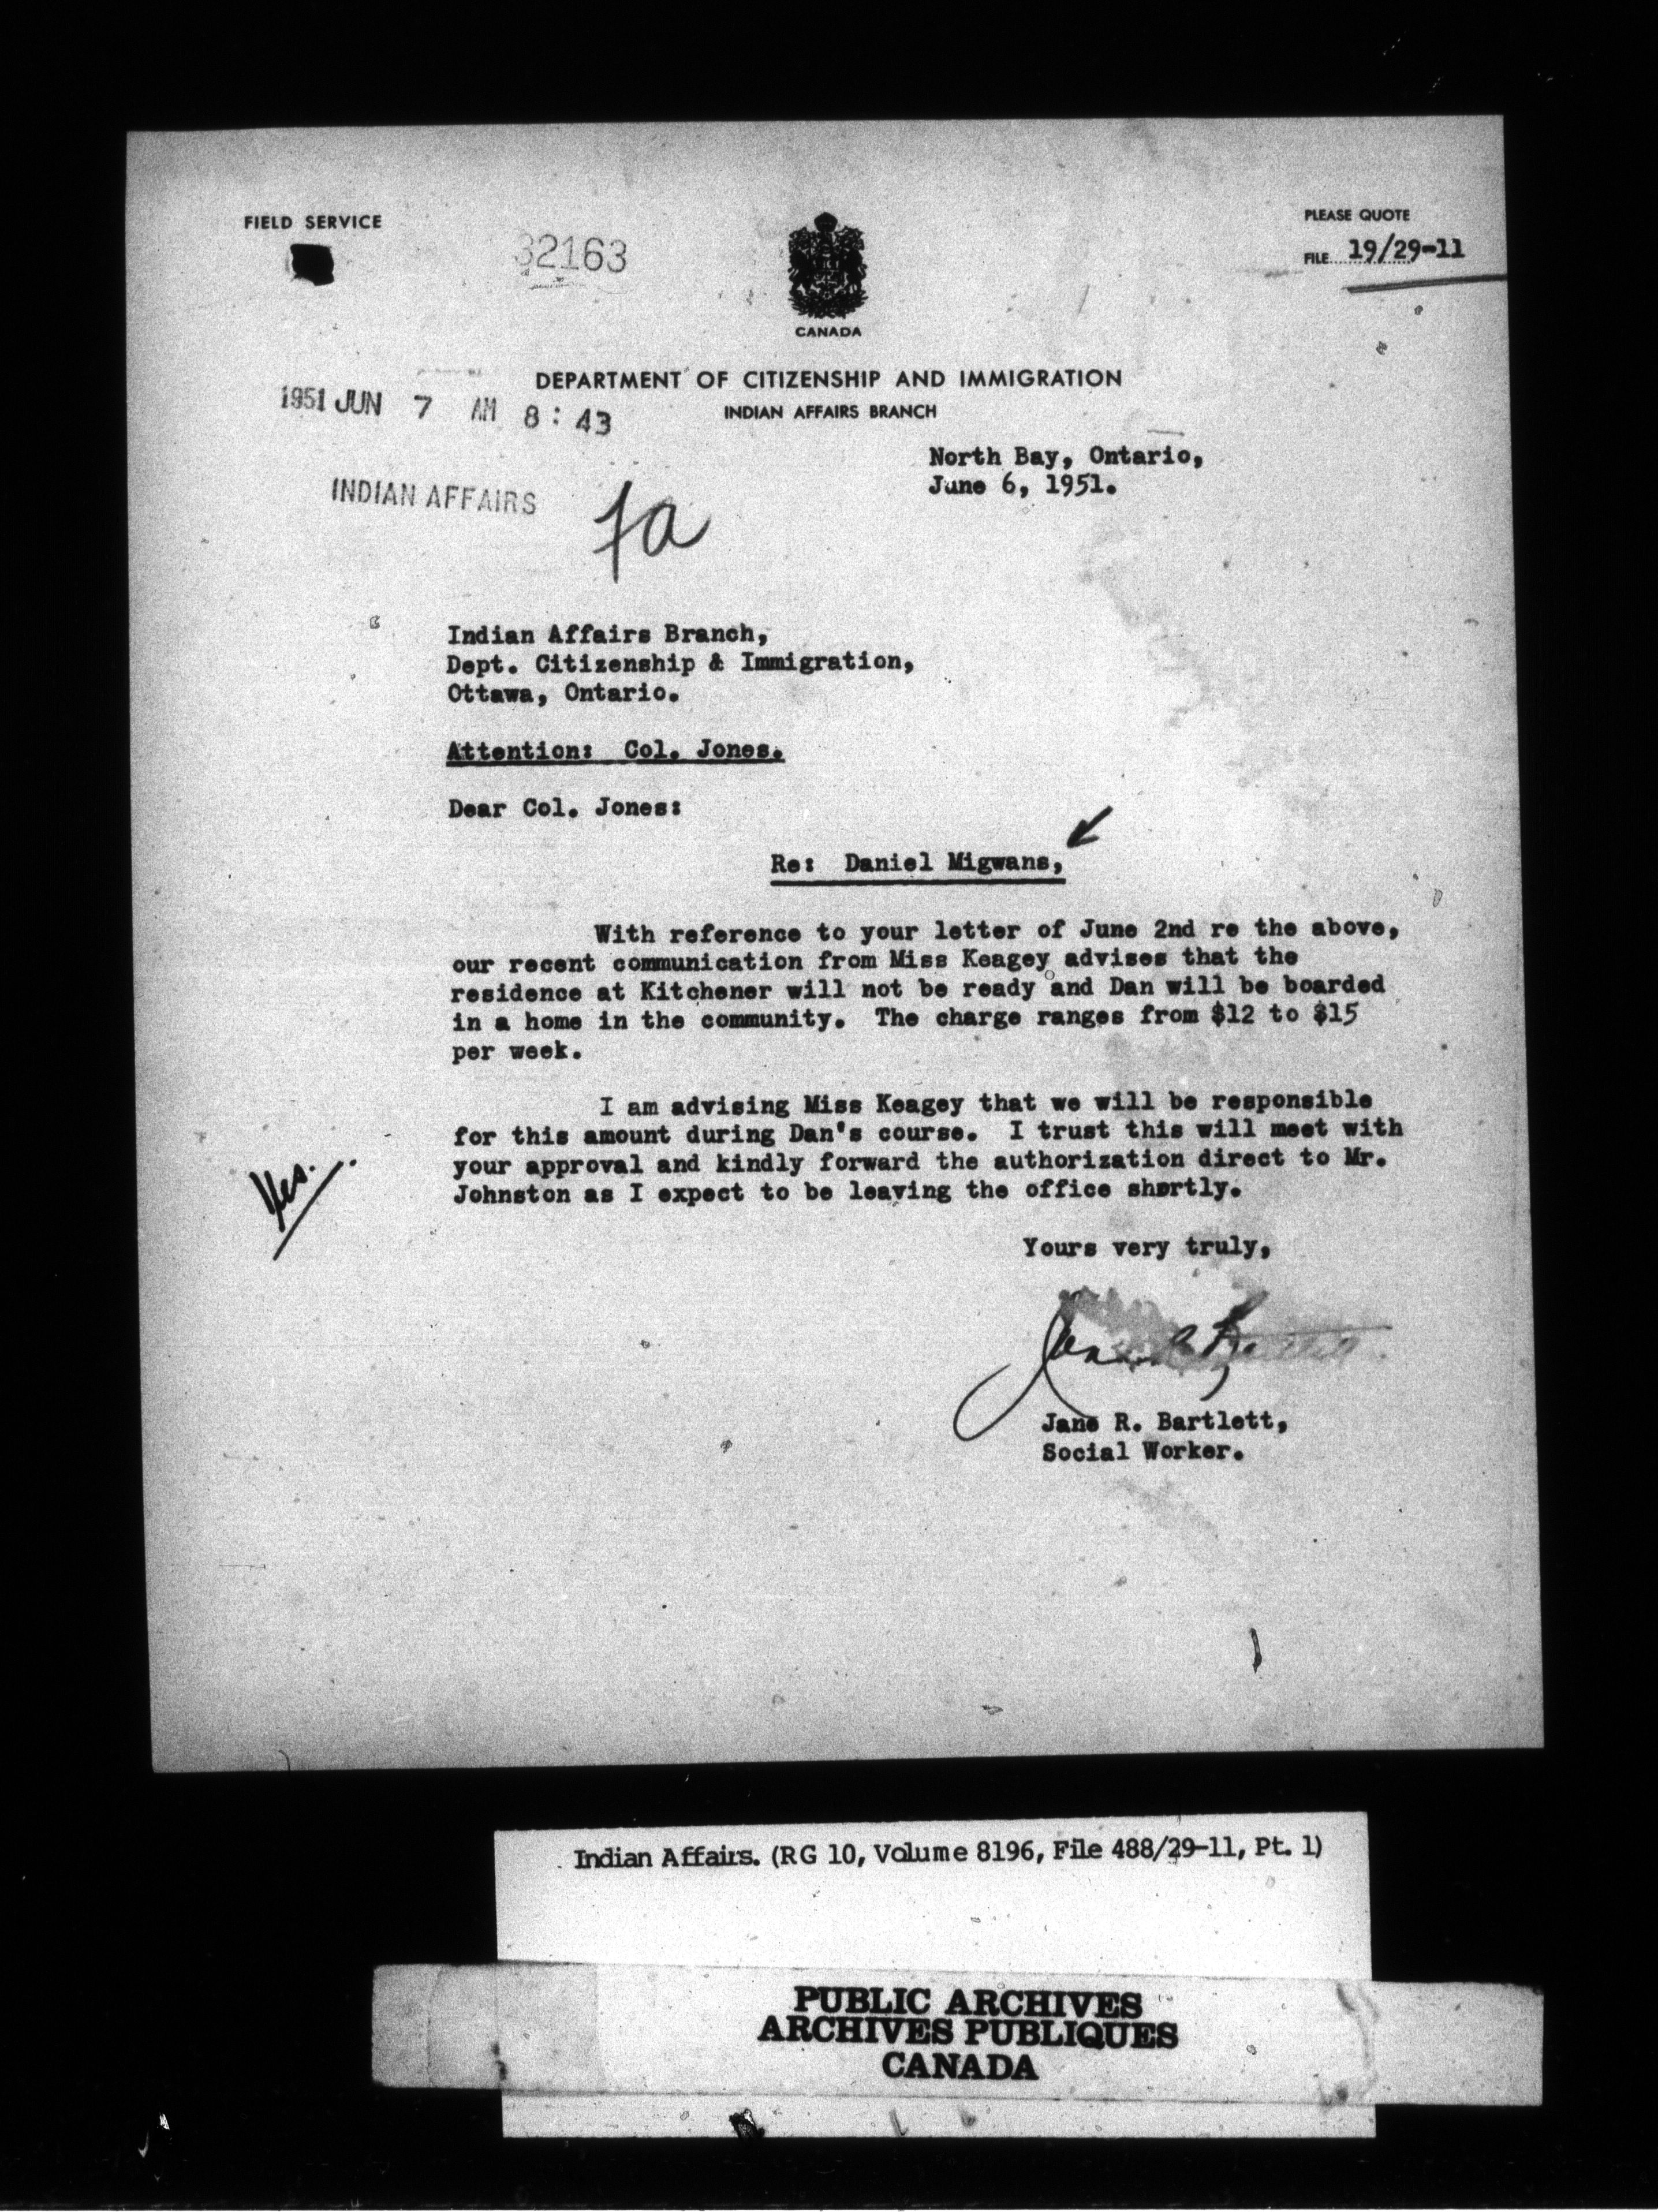 FIELD SERVICE
32163
CANADA
PLEASE QUOTE
FILE 19/29-11
DEPARTMENT OF CITIZENSHIP AND IMMIGRATION
INDIAN AFFAIRS BRANCH
1951 JUN 7 AM 8:43
INDIAN AFFAIRS
North Bay, Ontario,
June 6, 1951.
Indian Affairs Branch,
Dept. Citizenship & Immigration,
Ottawa, Ontario.
Attention: Col. Jones.
Dear Col. Jones:
Re: Daniel Migwans,
With reference to your letter of June 2nd re the above,
our recent communication from Miss Keagey advises that the
residence at Kitchener will not be ready and Dan will be boarded
in a home in the community. The charge ranges from $12 to $15
per week.
I am advising Miss Keagey that we will be responsible
for this amount during Dan's course. I trust this will meet with
your approval and kindly forward the authorization direct to Mr.
Johnston as I expect to be leaving the office shortly.
Yes.
Yours very truly,
Jane R. Bartlett,
Social Worker.
Indian Affairs. (RG 10, Volume 8196, File 488/29-11, Pt. 1)
PUBLIC ARCHIVES
ARCHIVES PUBLIQUES
CANADA